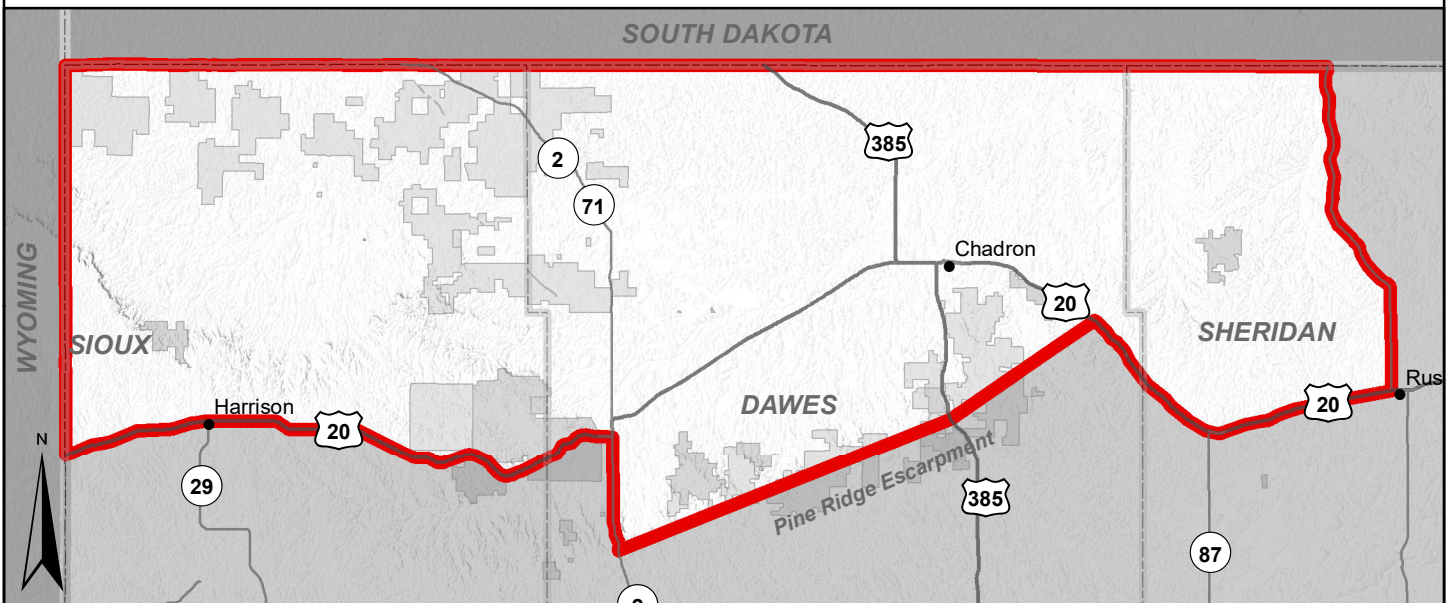 SOUTH DAKOTA
385
2
71
WYOMING
Chadron
20
SIOUX
SHERIDAN
Rus
Harrison
DAWES
20
20
N
Pine Ridge Escarpment
29
385
87